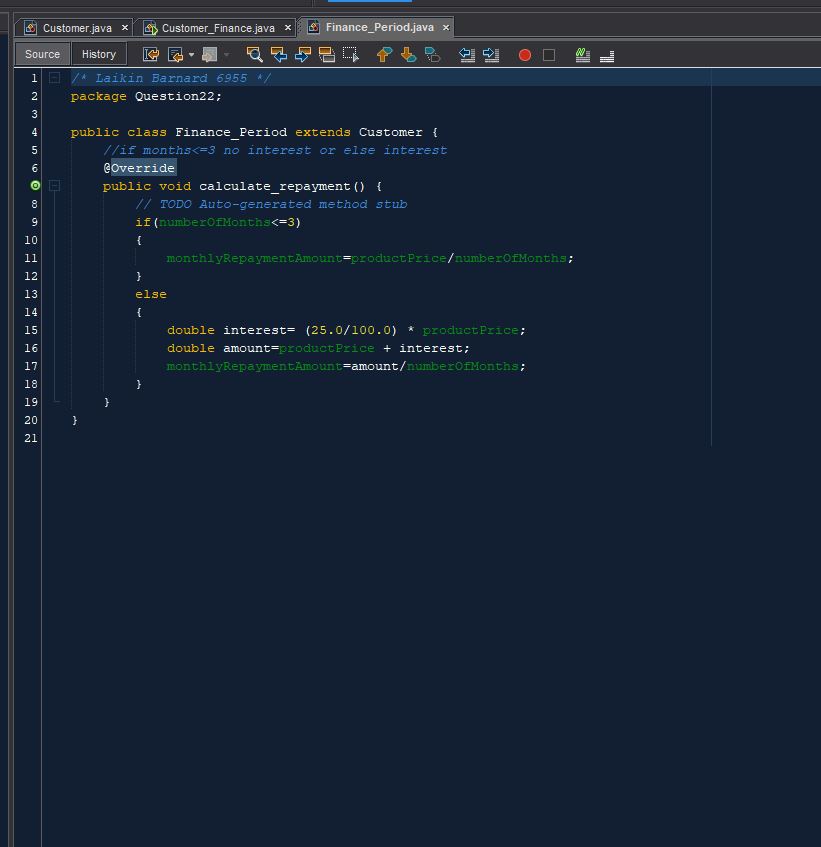 Customer.java × Customer_Finance.java × Finance_Period.java ×
Source History
1 /* Laikin Barnard 6955 */
2 package Question22;
3
4 public class Finance_Period extends Customer {
5 //if months<=3 no interest or else interest
6 @Override
public void calculate_repayment() {
8 // TODO Auto-generated method stub
9 if(numberOfMonths<=3)
10 {
11 monthlyRepaymentAmount=productPrice/numberOfMonths;
12 }
13 else
14 {
15 double interest= (25.0/100.0) * productPrice;
16 double amount=productPrice + interest;
17 monthlyRepaymentAmount=amount/numberOfMonths;
18 }
19 }
20 }
21